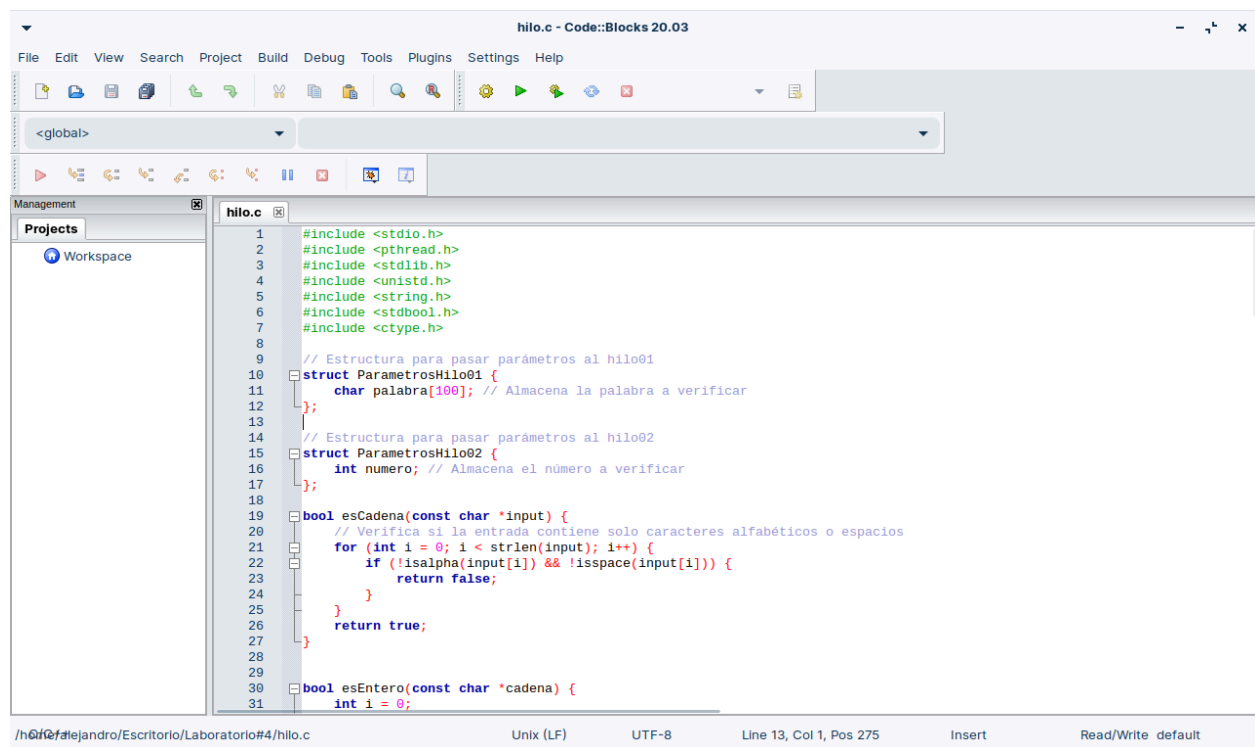 hilo.c - Code::Blocks 20.03
File Edit View Search Project Build Debug Tools Plugins Settings Help
<global>
Management
Projects
Workspace
hilo.c
1 #include <stdio.h>
2 #include <pthread.h>
3 #include <stdlib.h>
4 #include <unistd.h>
5 #include <string.h>
6 #include <stdbool.h>
7 #include <ctype.h>
8
9 // Estructura para pasar parámetros al hilo01
10 struct ParametrosHilo01 {
11     char palabra[100]; // Almacena la palabra a verificar
12 };
13
14 // Estructura para pasar parámetros al hilo02
15 struct ParametrosHilo02 {
16     int numero; // Almacena el número a verificar
17 };
18
19 bool esCadena(const char *input) {
20     // Verifica si la entrada contiene solo caracteres alfabéticos o espacios
21     for (int i = 0; i < strlen(input); i++) {
22         if (!isalpha(input[i]) && !isspace(input[i])) {
23             return false;
24         }
25     }
26     return true;
27 }
28
29
30 bool esEntero(const char *cadena) {
31     int i = 0;
/home/alejandro/Escritorio/Laboratorio#4/hilo.c Unix (LF) UTF-8 Line 13, Col 1, Pos 275 Insert Read/Write default